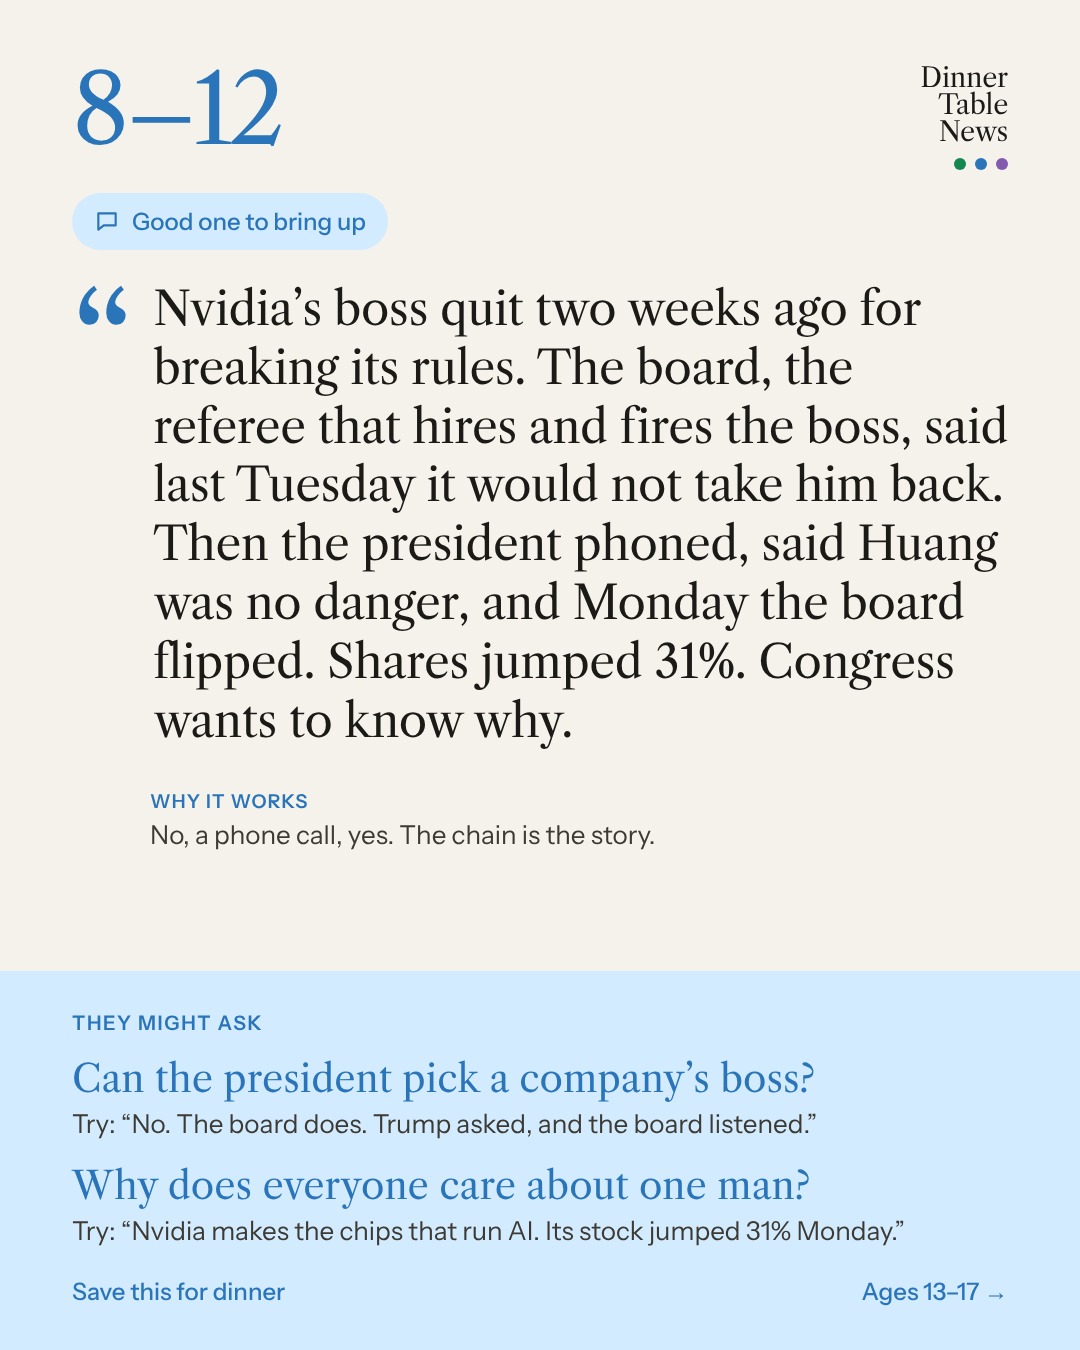 8–12
Dinner
Table
News
Good one to bring up
“ Nvidia’s boss quit two weeks ago for
breaking its rules. The board, the
referee that hires and fires the boss, said
last Tuesday it would not take him back.
Then the president phoned, said Huang
was no danger, and Monday the board
flipped. Shares jumped 31%. Congress
wants to know why.
WHY IT WORKS
No, a phone call, yes. The chain is the story.
THEY MIGHT ASK
Can the president pick a company’s boss?
Try: “No. The board does. Trump asked, and the board listened.”
Why does everyone care about one man?
Try: “Nvidia makes the chips that run AI. Its stock jumped 31% Monday.”
Save this for dinner
Ages 13–17 →